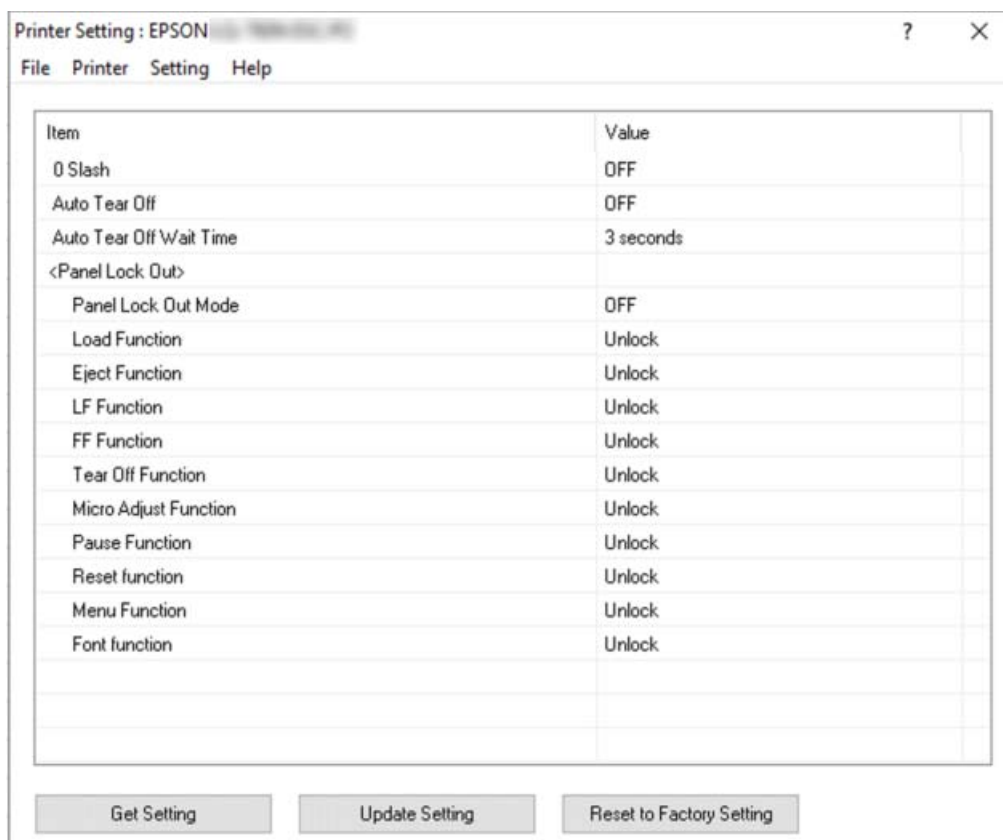 Printer Setting : EPSON
?
File Printer Setting Help
Item Value
0 Slash OFF
Auto Tear Off OFF
Auto Tear Off Wait Time 3 seconds
<Panel Lock Out>
Panel Lock Out Mode OFF
Load Function Unlock
Eject Function Unlock
LF Function Unlock
FF Function Unlock
Tear Off Function Unlock
Micro Adjust Function Unlock
Pause Function Unlock
Reset function Unlock
Menu Function Unlock
Font function Unlock
Get Setting Update Setting Reset to Factory Setting